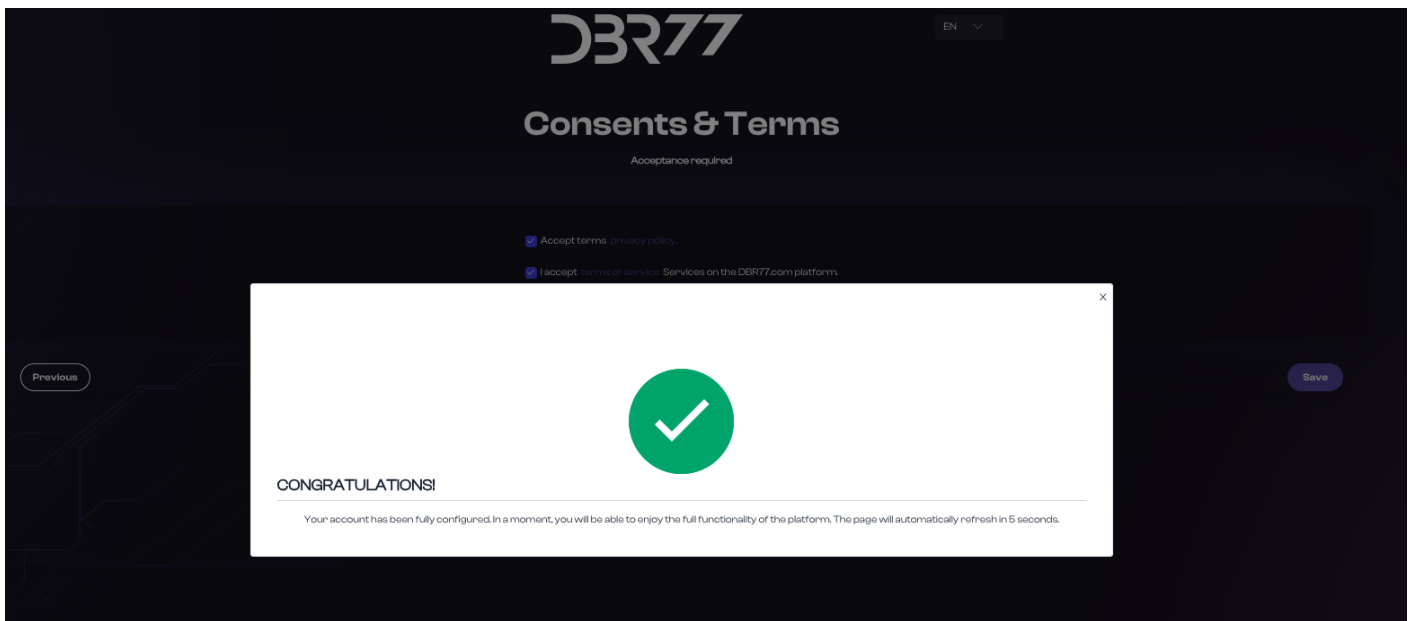 DBR77
EN
Consents & Terms
Acceptance required
Accept terms privacy policy.
I accept terms of service Services on the DBR77.com platform.
X
Previous
Save
CONGRATULATIONS!
Your account has been fully configured. In a moment, you will be able to enjoy the full functionality of the platform. The page will automatically refresh in 5 seconds.